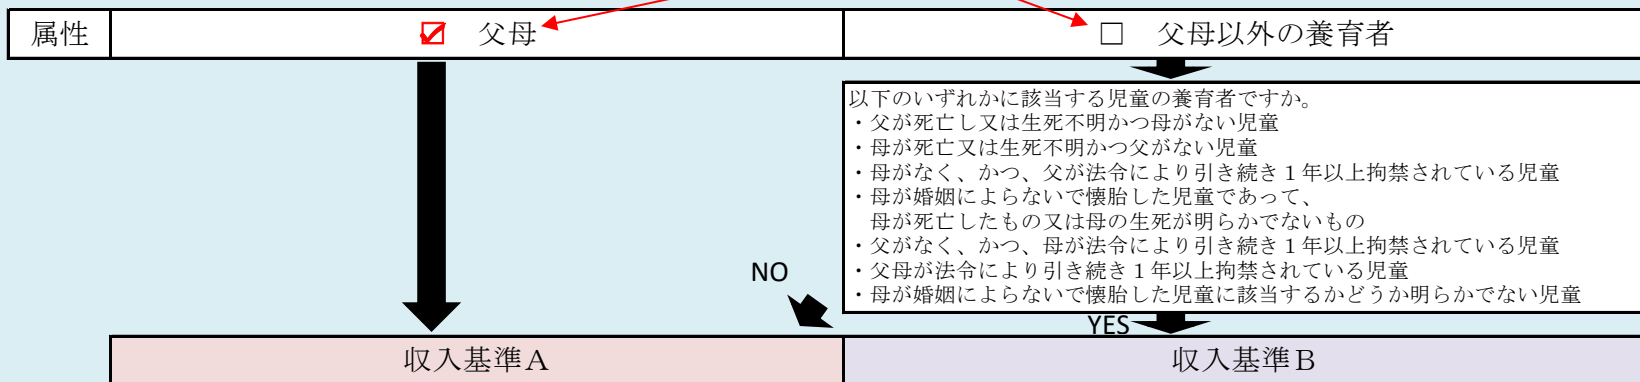 属性
☑ 父母
□ 父母以外の養育者
以下のいずれかに該当する児童の養育者ですか。
・父が死亡し又は生死不明かつ母がない児童
・母が死亡又は生死不明かつ父がない児童
・母がなく、かつ、父が法令により引き続き１年以上拘禁されている児童
・母が婚姻によらないで懐胎した児童であって、
母が死亡したもの又は母の生死が明らかでないもの
・父がなく、かつ、母が法令により引き続き１年以上拘禁されている児童
・父母が法令により引き続き１年以上拘禁されている児童
・母が婚姻によらないで懐胎した児童に該当するかどうか明らかでない児童
NO
YES
収入基準Ａ
収入基準Ｂ